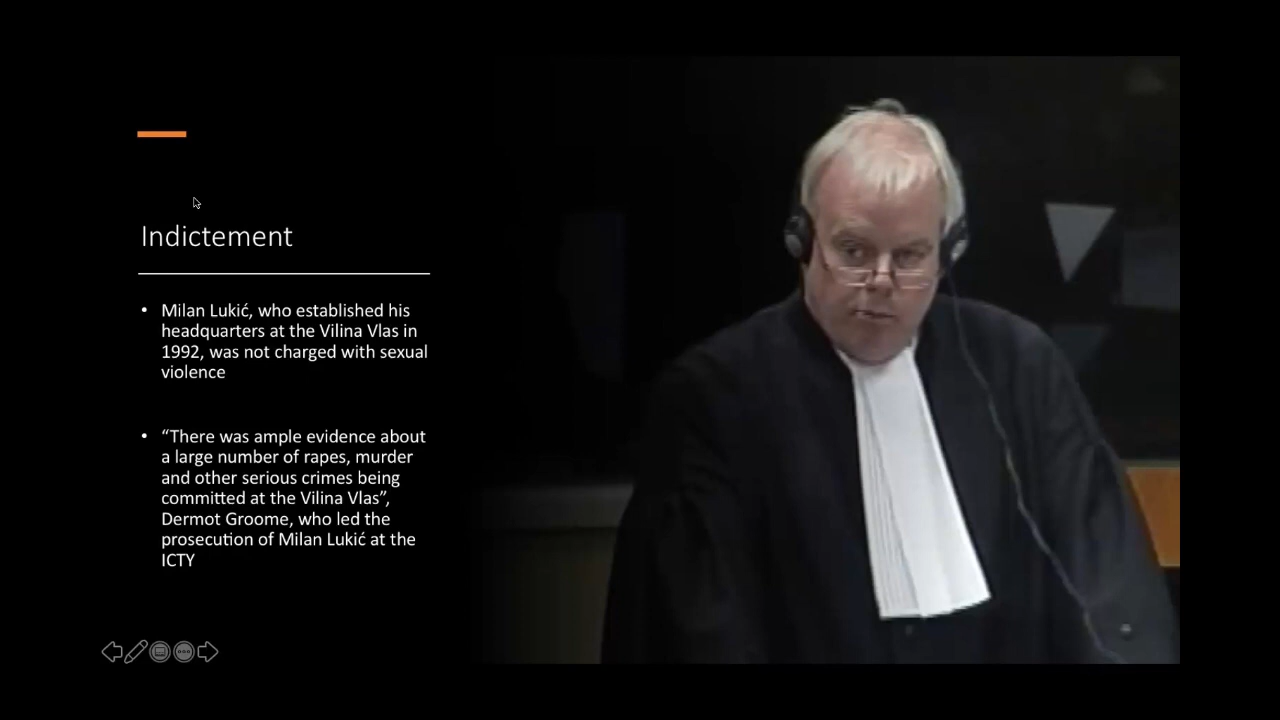 Indictement
• Milan Lukić, who established his
headquarters at the Vilina Vlas in
1992, was not charged with sexual
violence
• “There was ample evidence about
a large number of rapes, murder
and other serious crimes being
committed at the Vilina Vlas”,
Dermot Groome, who led the
prosecution of Milan Lukić at the
ICTY